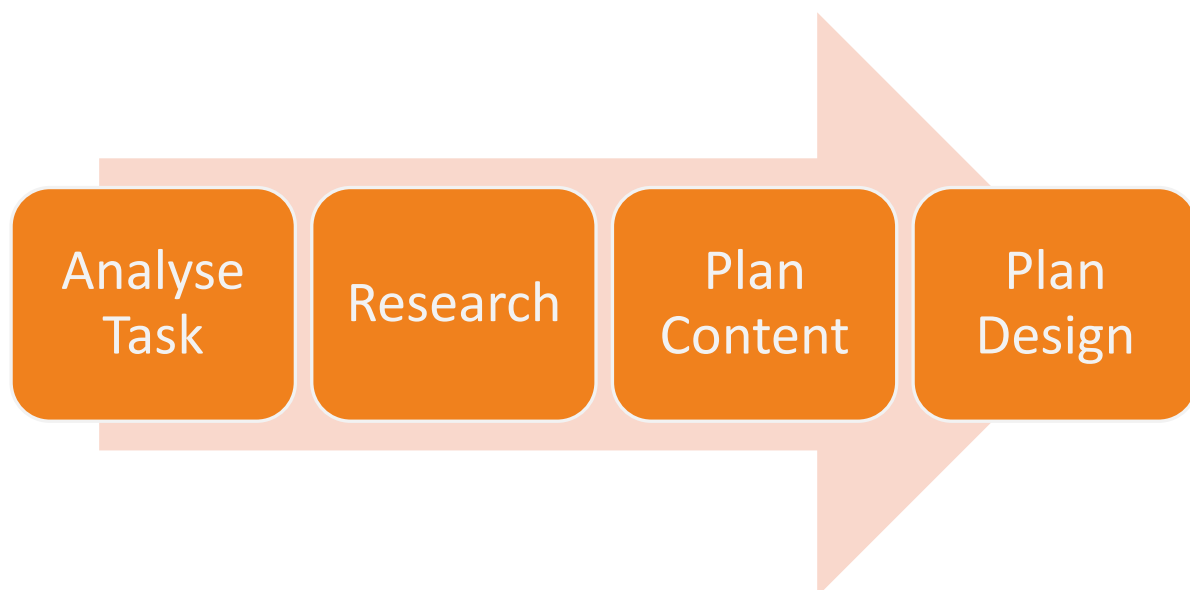 Analyse
Task
Research
Plan
Content
Plan
Design